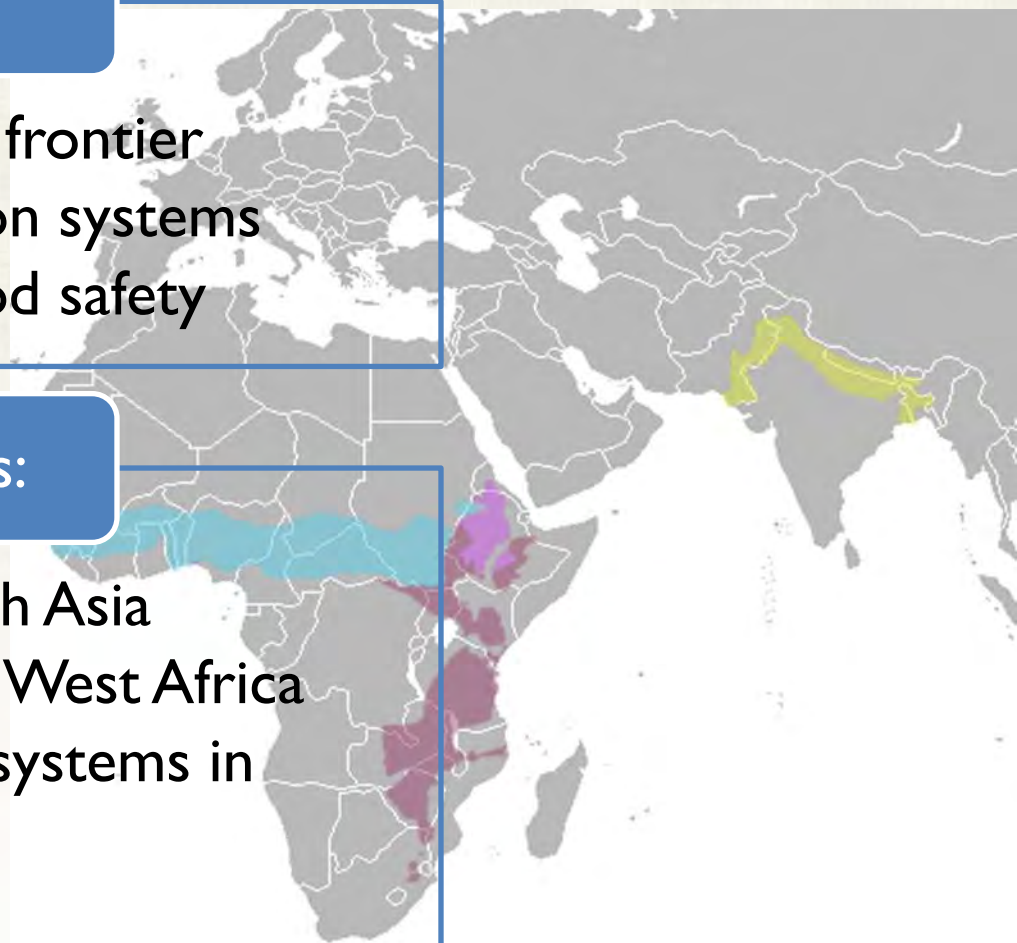 frontier
on systems
od safety
s:
h Asia
West Africa
systems in